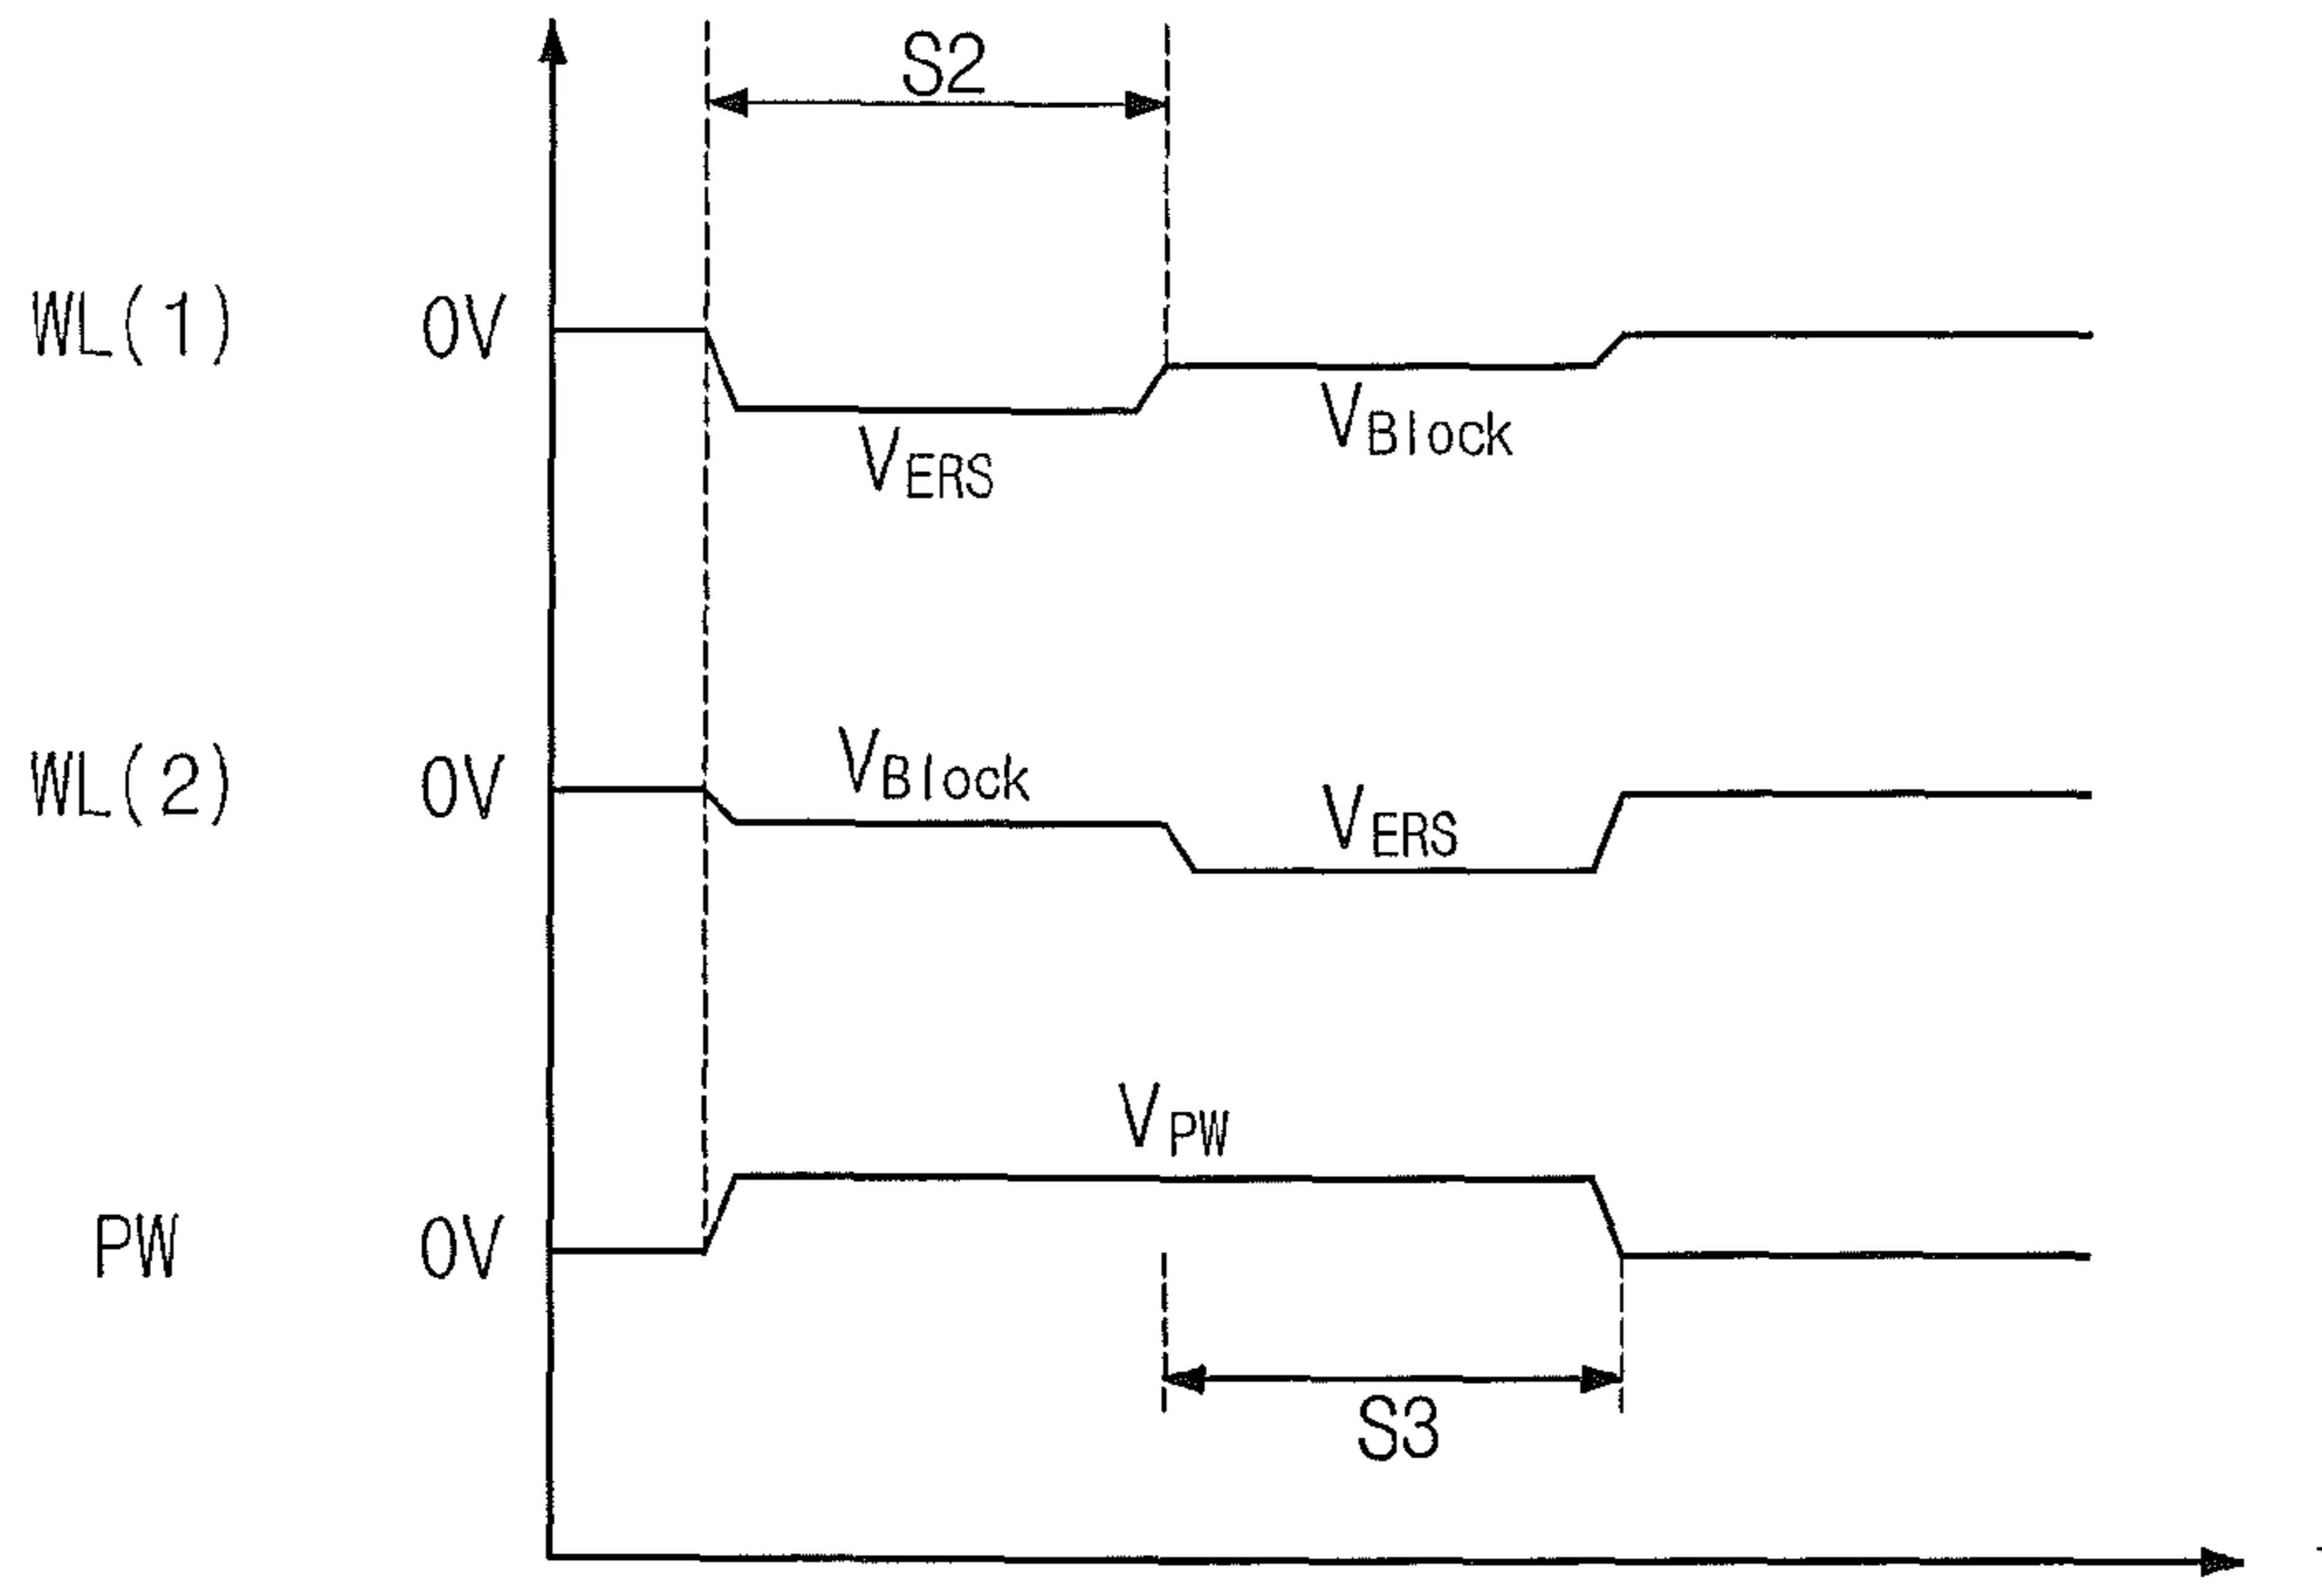 S2
WL(1) 0V
VERS
VBlock
WL(2) 0V
VBlock
VERS
VPW
PW 0V
S3